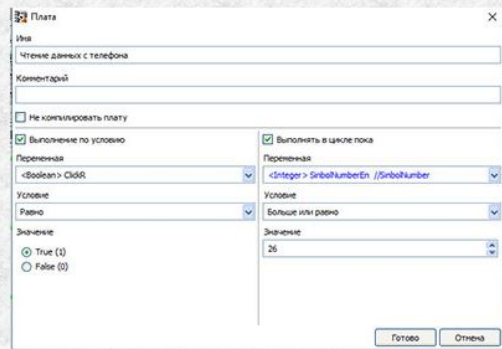 Плата
Имя
Чтение данных с телефона
Комментарий
Не компилировать плату
Выполнение по условию
Переменная
<Boolean> ClickR
Условие
Равно
Значение
True (1)
False (0)
Выполнять в цикле пока
Переменная
<Integer> SinbolNumberEn //SinbolNumber
Условие
Больше или равно
Значение
26
Готово
Отмена